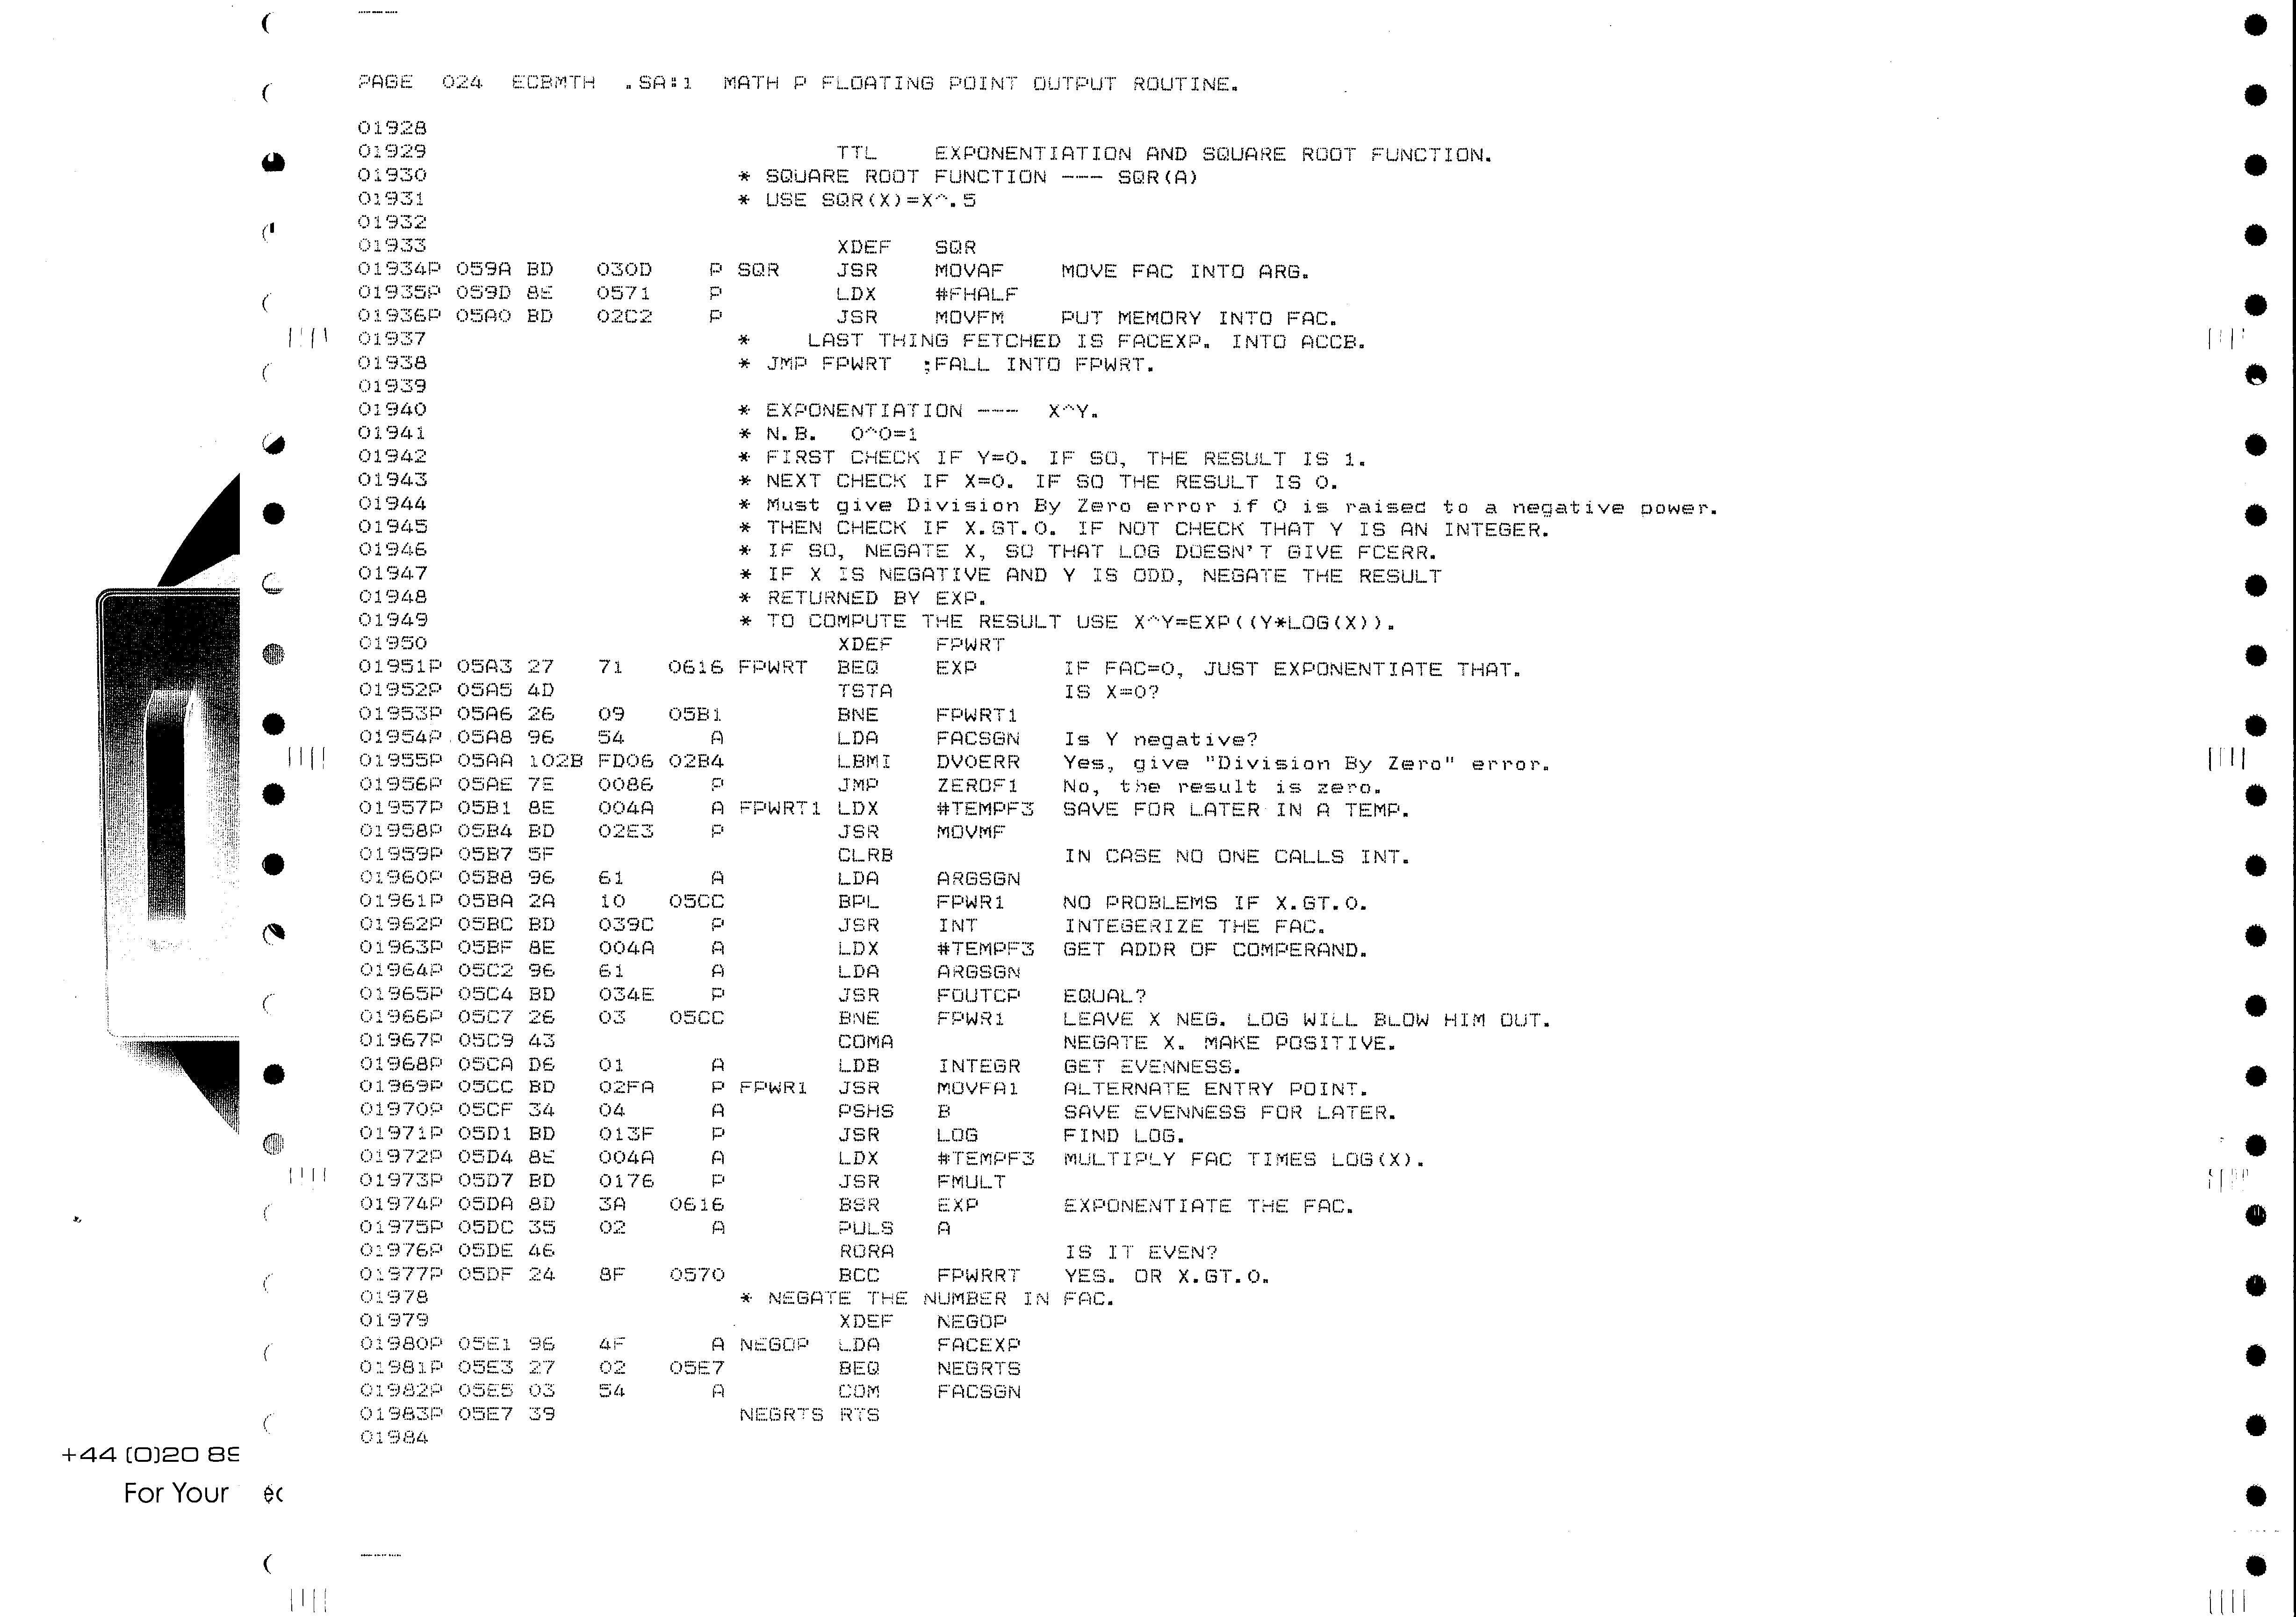 PAGE  024  ECBMTH  .SA:1  MATH P FLOATING POINT OUTPUT ROUTINE.
01928
01929 TTL EXPONENTIATION AND SQUARE ROOT FUNCTION.
01930 * SQUARE ROOT FUNCTION --- SQR(A)
01931 * USE SQR(X)=X^.5
01932
01933 XDEF SQR
01934P 059A BD 030D P SQR JSR MOVAF MOVE FAC INTO ARG.
01935P 059D 8E 0571 P LDX #FHALF
01936P 05A0 BD 02C2 P JSR MOVFM PUT MEMORY INTO FAC.
01937 * LAST THING FETCHED IS FACEXP. INTO ACCB.
01938 * JMP FPWRT ;FALL INTO FPWRT.
01939
01940 * EXPONENTIATION --- X^Y.
01941 * N.B. 0^0=1
01942 * FIRST CHECK IF Y=0. IF SO, THE RESULT IS 1.
01943 * NEXT CHECK IF X=0. IF SO THE RESULT IS 0.
01944 * Must give Division By Zero error if 0 is raised to a negative power.
01945 * THEN CHECK IF X.GT.0. IF NOT CHECK THAT Y IS AN INTEGER.
01946 * IF SO, NEGATE X, SO THAT LOG DOESN'T GIVE FCERR.
01947 * IF X IS NEGATIVE AND Y IS ODD, NEGATE THE RESULT
01948 * RETURNED BY EXP.
01949 * TO COMPUTE THE RESULT USE X^Y=EXP((Y*LOG(X)).
01950 XDEF FPWRT
01951P 05A3 27 71 0616 FPWRT BEQ EXP IF FAC=0, JUST EXPONENTIATE THAT.
01952P 05A5 4D TSTA IS X=0?
01953P 05A6 26 09 05B1 BNE FPWRT1
01954P 05A8 96 54 A LDA FACSGN Is Y negative?
01955P 05AA 102B FD06 02B4 LBMI DVOERR Yes, give "Division By Zero" error.
01956P 05AE 7E 0086 P JMP ZEROF1 No, the result is zero.
01957P 05B1 8E 004A A FPWRT1 LDX #TEMPF3 SAVE FOR LATER IN A TEMP.
01958P 05B4 BD 02E3 P JSR MOVMF
01959P 05B7 5F CLRB IN CASE NO ONE CALLS INT.
01960P 05B8 96 61 A LDA ARGSGN
01961P 05BA 2A 10 05CC BPL FPWR1 NO PROBLEMS IF X.GT.0.
01962P 05BC BD 039C P JSR INT INTEGERIZE THE FAC.
01963P 05BF 8E 004A A LDX #TEMPF3 GET ADDR OF COMPERAND.
01964P 05C2 96 61 A LDA ARGSGN
01965P 05C4 BD 034E P JSR FOUTCP EQUAL?
01966P 05C7 26 03 05CC BNE FPWR1 LEAVE X NEG. LOG WILL BLOW HIM OUT.
01967P 05C9 43 COMA NEGATE X. MAKE POSITIVE.
01968P 05CA D6 01 A LDB INTEGR GET EVENNESS.
01969P 05CC BD 02FA P FPWR1 JSR MOVFA1 ALTERNATE ENTRY POINT.
01970P 05CF 34 04 A PSHS B SAVE EVENNESS FOR LATER.
01971P 05D1 BD 013F P JSR LOG FIND LOG.
01972P 05D4 8E 004A A LDX #TEMPF3 MULTIPLY FAC TIMES LOG(X).
01973P 05D7 BD 0176 P JSR FMULT
01974P 05DA 8D 3A 0616 BSR EXP EXPONENTIATE THE FAC.
01975P 05DC 35 02 A PULS A
01976P 05DE 46 RORA IS IT EVEN?
01977P 05DF 24 8F 0570 BCC FPWRRT YES. OR X.GT.0.
01978 * NEGATE THE NUMBER IN FAC.
01979 XDEF NEGOP
01980P 05E1 96 4F A NEGOP LDA FACEXP
01981P 05E3 27 02 05E7 BEQ NEGRTS
01982P 05E5 03 54 A COM FACSGN
01983P 05E7 39 NEGRTS RTS
01984
+44 (0)20 89
For Your